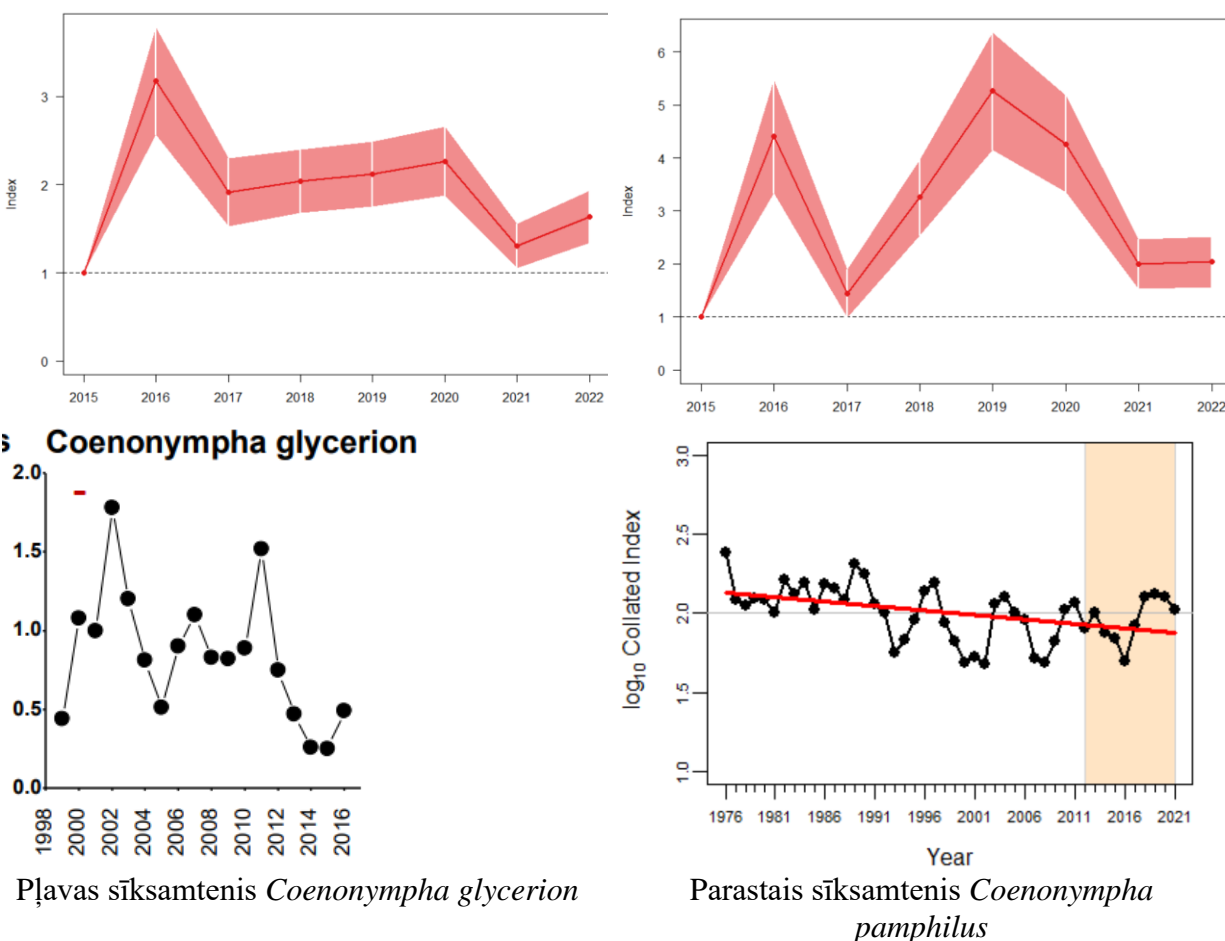 Index
3
2
1
0
2015 2016 2017 2018 2019 2020 2021 2022
Index
6
5
4
3
2
1
0
2015 2016 2017 2018 2019 2020 2021 2022
s Coenonympha glycerion
2.0
1.5
1.0
0.5
0.0
1998 2000 2002 2004 2006 2008 2010 2012 2014 2016
log10 Collated Index
3.0
2.5
2.0
1.5
1.0
1976 1981 1986 1991 1996 2001 2006 2011 2016 2021
Year
Pļavas sīksamtenis Coenonympha glycerion
Parastais sīksamtenis Coenonympha
pamphilus